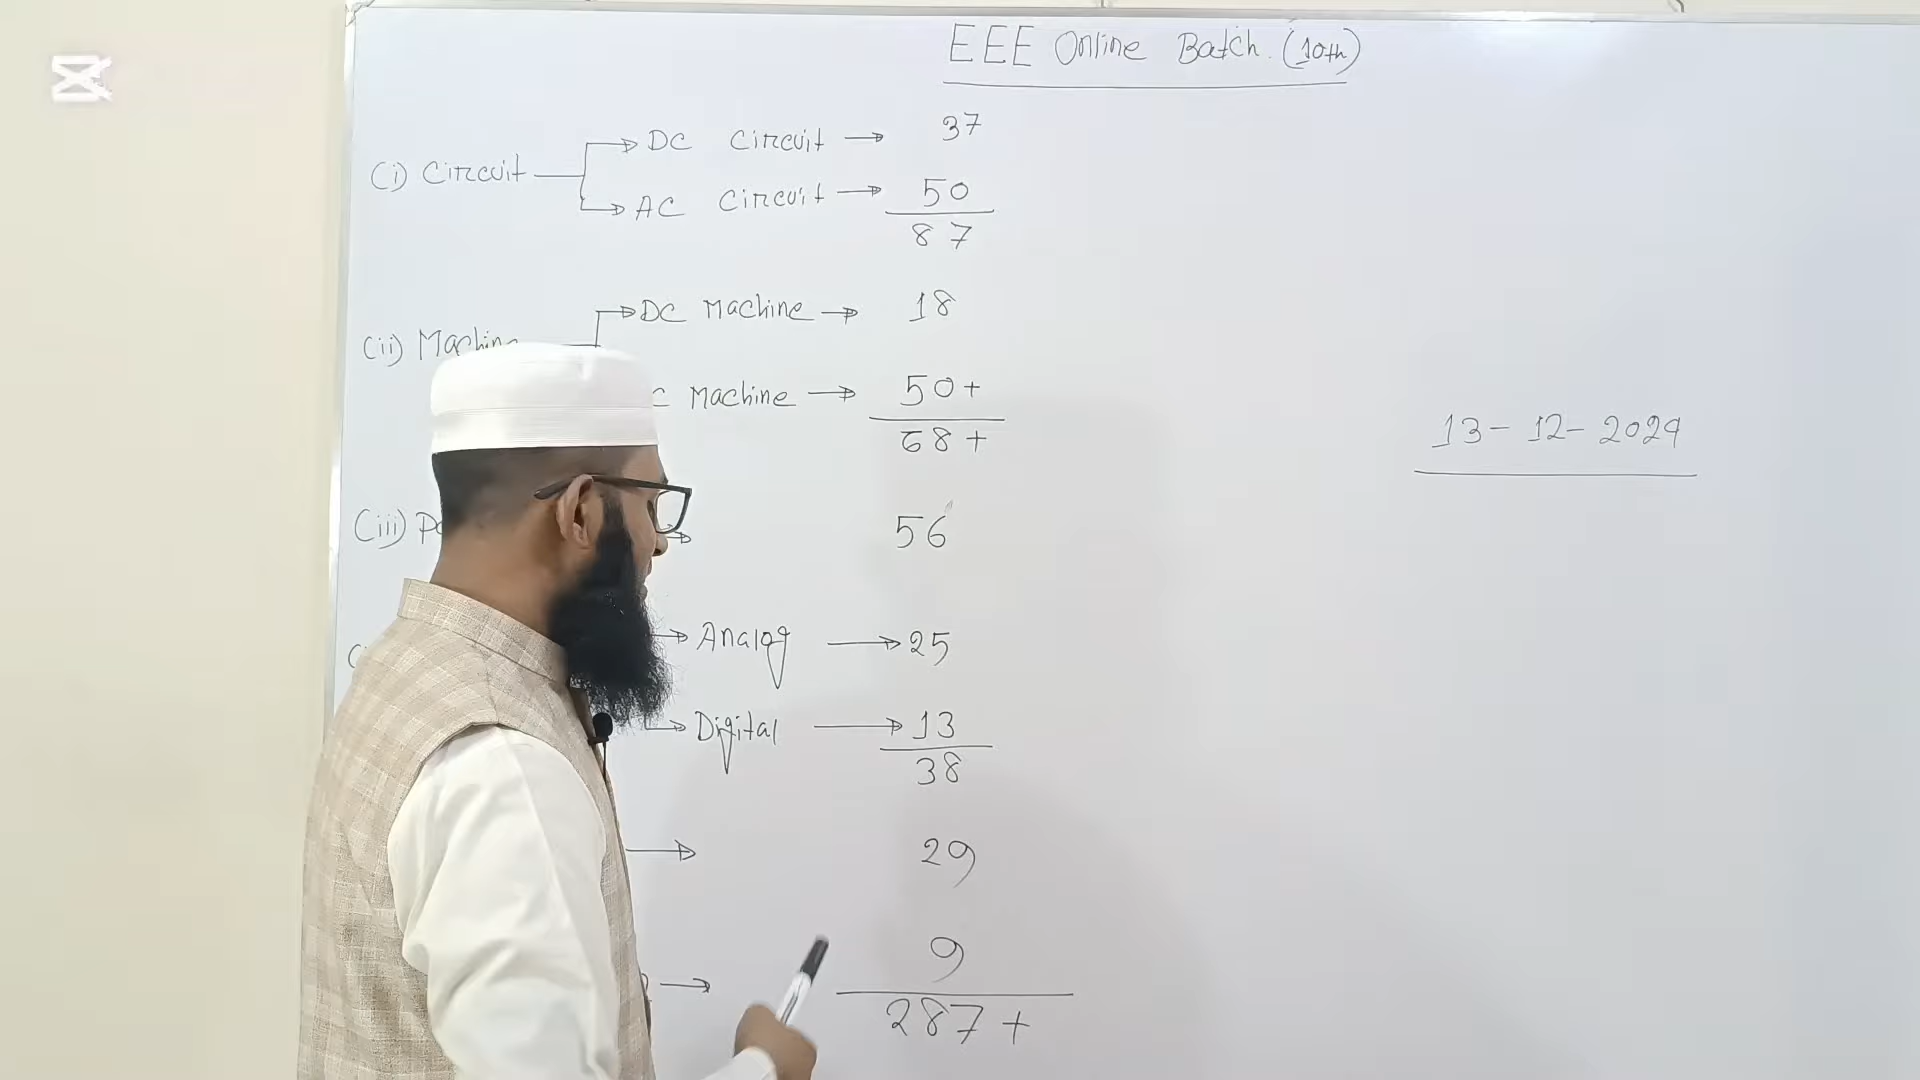 EEE Online Batch. (10th)
(i) Circuit → DC Circuit → 37
→ AC Circuit → 50
87
(ii) Machine → DC Machine → 18
Machine → 50+
68+
13-12-2024
(iii) → 56
→ Analog → 25
→ Digital → 13
38
→ 29
→ 9
287+